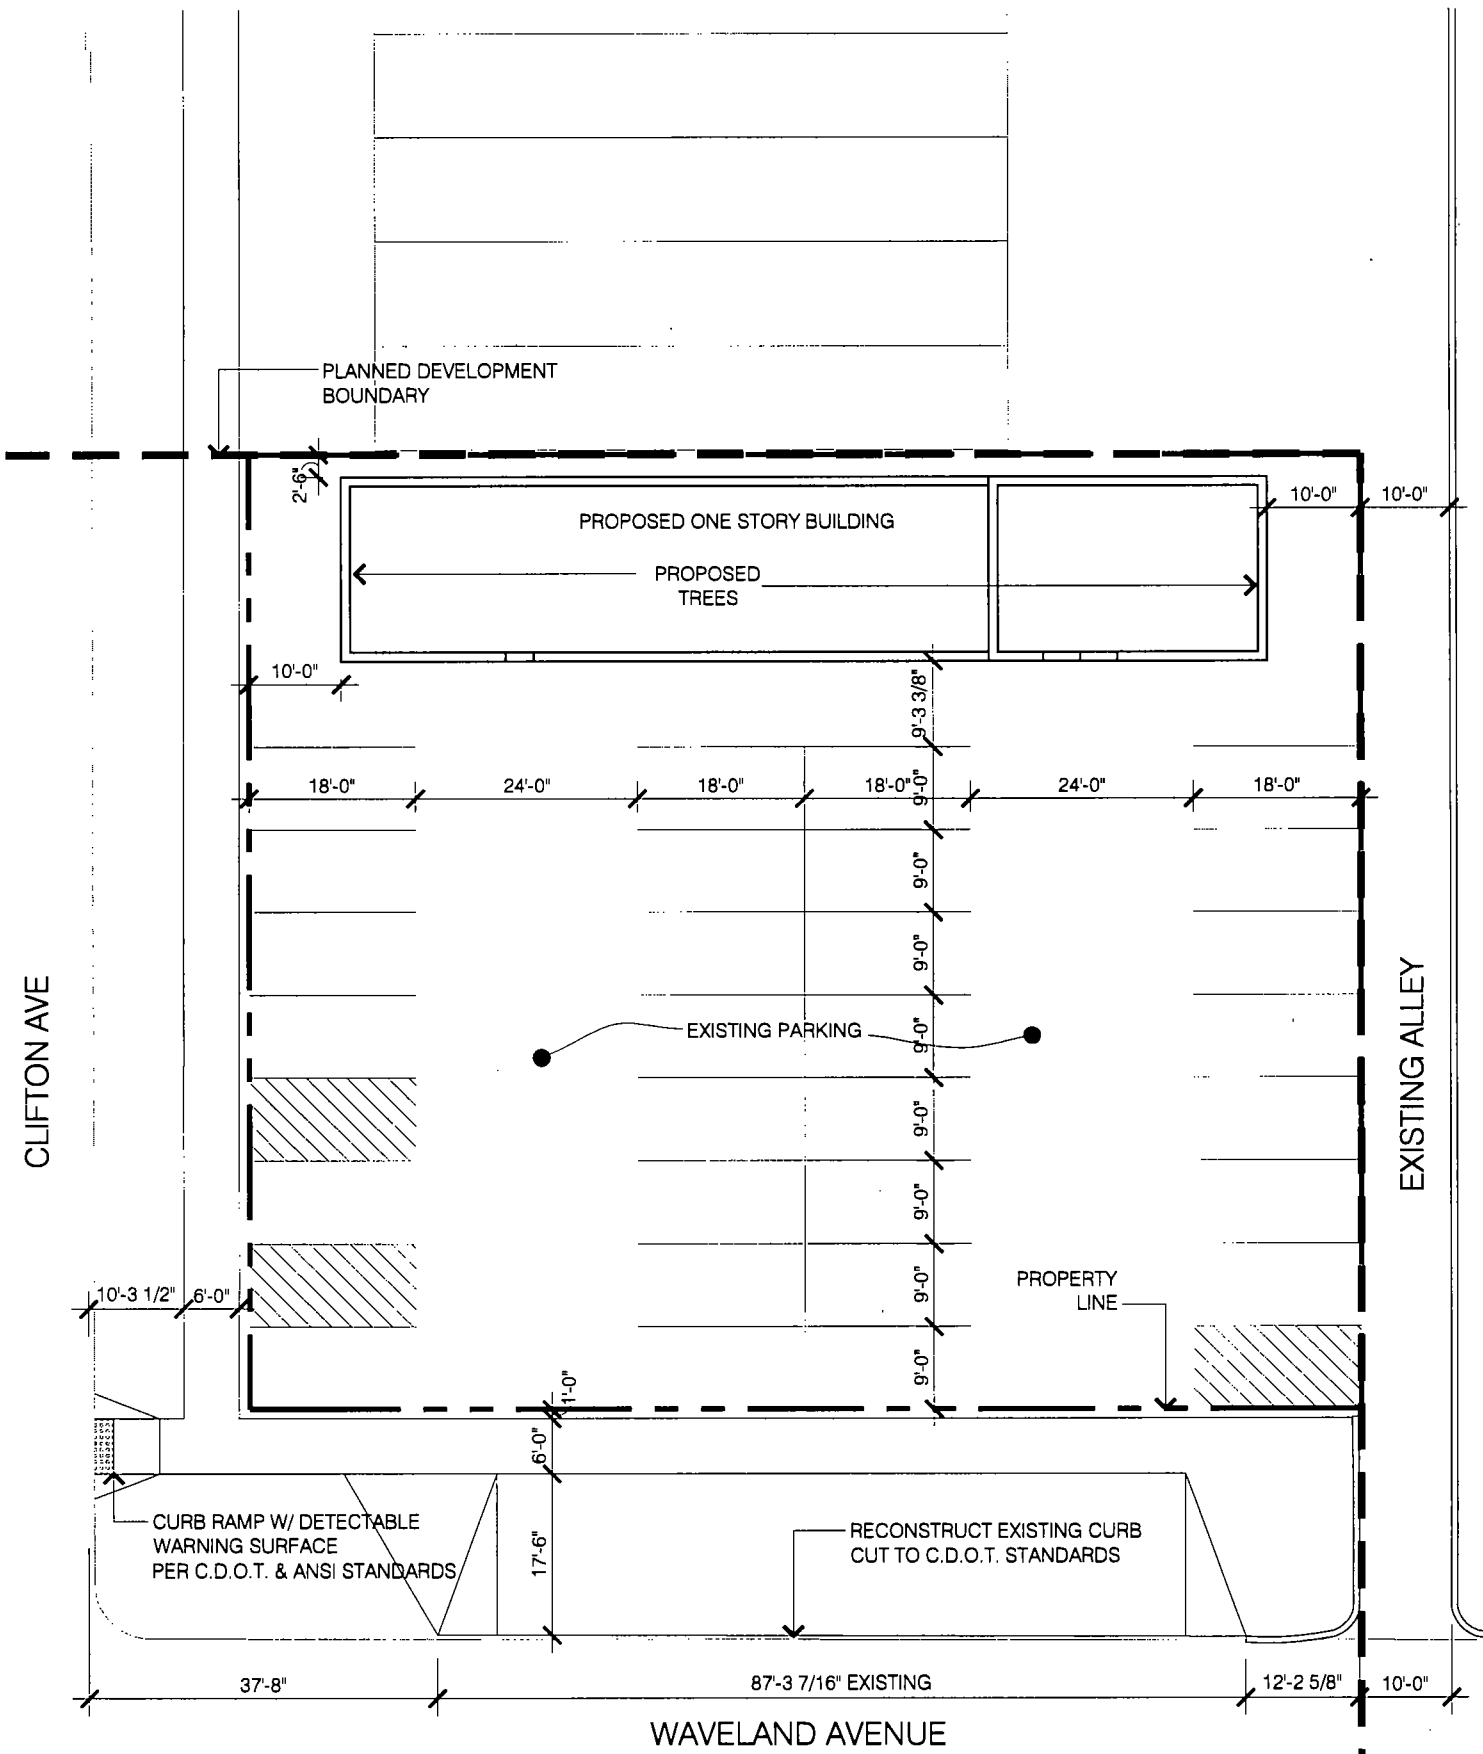 PLANNED DEVELOPMENT
BOUNDARY
2'-6"
PROPOSED ONE STORY BUILDING
10'-0"
10'-0"
PROPOSED
TREES
10'-0"
9'-3 3/8"
18'-0"
24'-0"
18'-0"
18'-0"
9'-0"
24'-0"
18'-0"
9'-0"
9'-0"
EXISTING PARKING
9'-0"
9'-0"
9'-0"
9'-0"
9'-0"
CLIFTON AVE
EXISTING ALLEY
10'-3 1/2"
6'-0"
PROPERTY
LINE
1'-0"
6'-0"
17'-6"
CURB RAMP W/ DETECTABLE
WARNING SURFACE
PER C.D.O.T. & ANSI STANDARDS
RECONSTRUCT EXISTING CURB
CUT TO C.D.O.T. STANDARDS
37'-8"
87'-3 7/16" EXISTING
12'-2 5/8"
10'-0"
WAVELAND AVENUE